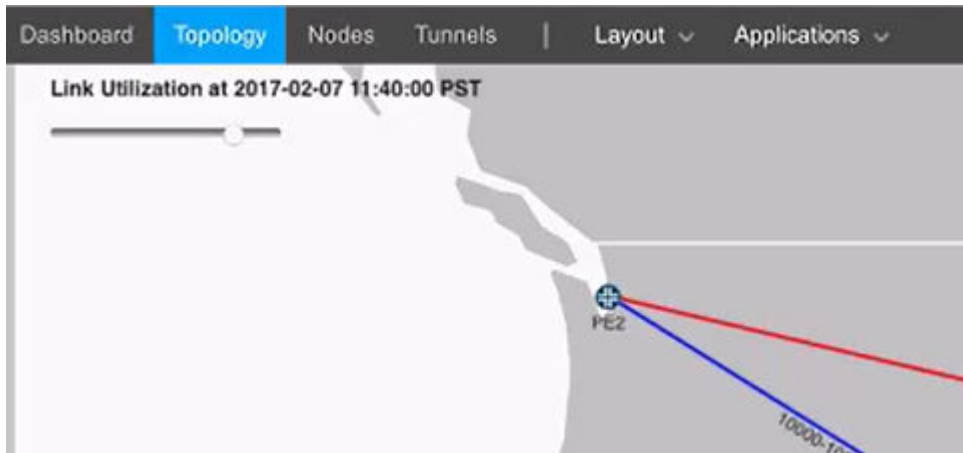 Dashboard Topology Nodes Tunnels | Layout Applications
Link Utilization at 2017-02-07 11:40:00 PST
PE2